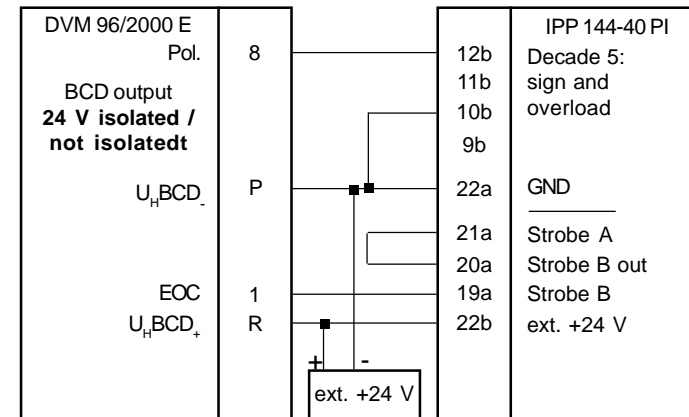 DVM 96/2000 E
Pol.
BCD output
24 V isolated /
not isolatedt
U_HBCD_-
EOC
U_HBCD_+
8
P
1
R
+ -
ext. +24 V
12b
11b
10b
9b
22a
21a
20a
19a
22b
IPP 144-40 PI
Decade 5:
sign and
overload
GND
Strobe A
Strobe B out
Strobe B
ext. +24 V